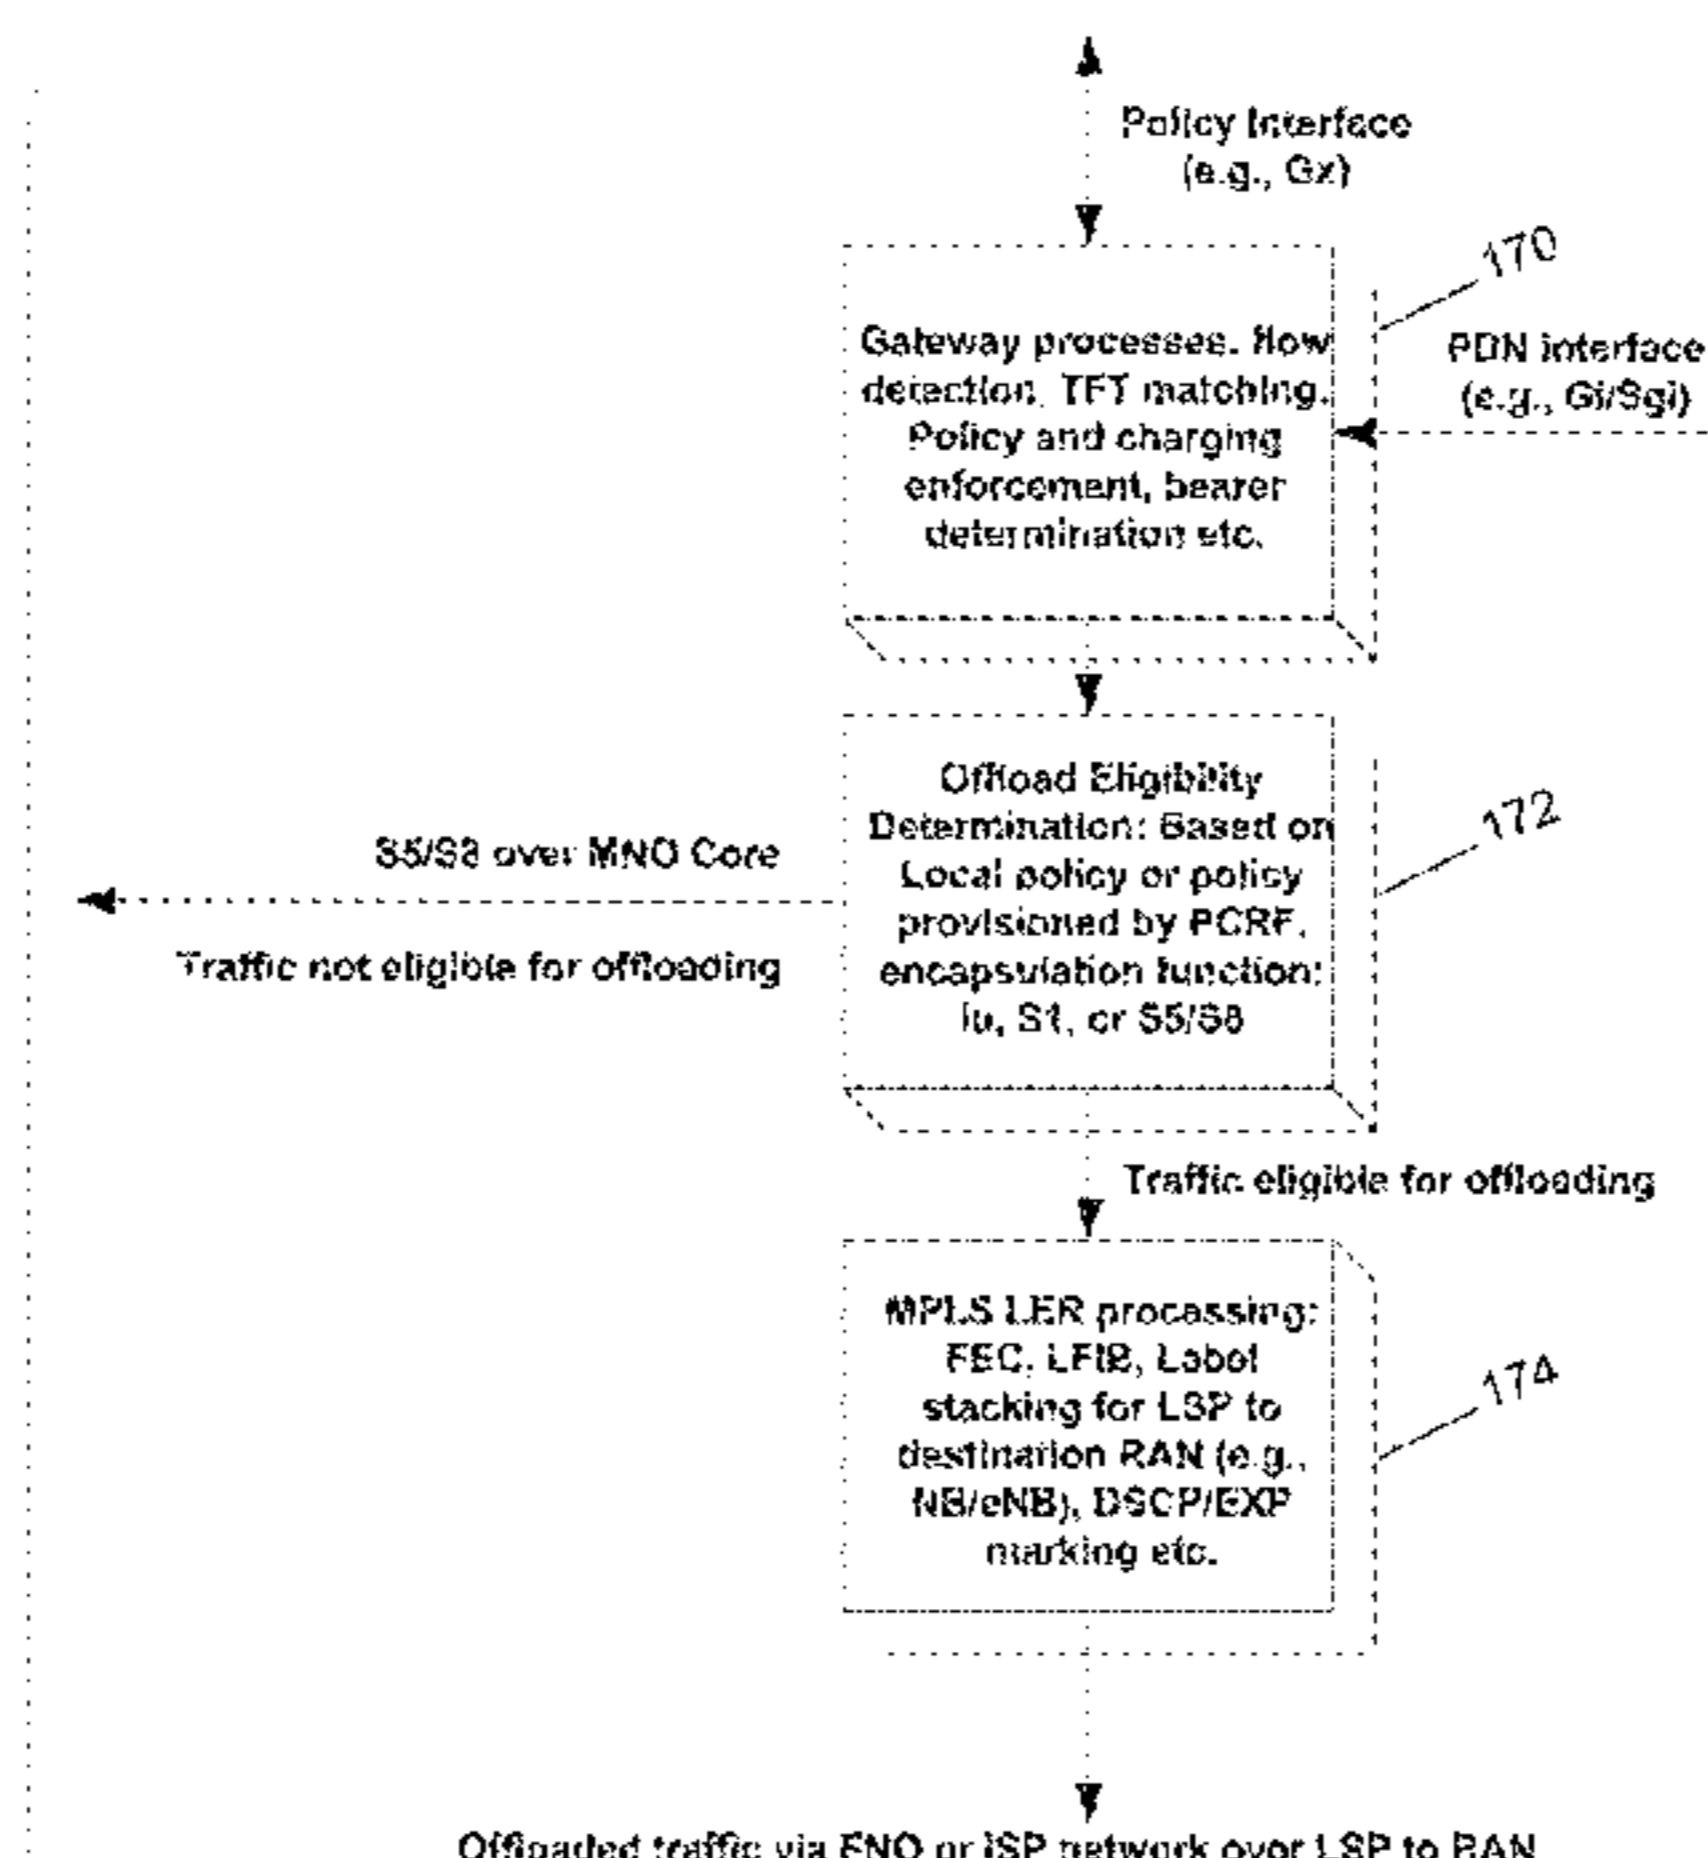 Policy Interface
(e.g., Gx)
170
Gateway processes. flow
detection, TFT matching.
Policy and charging
enforcement, bearer
determination etc.
PDN interface
(e.g., Gi/Sgi)
172
Offload Eligibility
Determination: Based on
Local policy or policy
provisioned by PCRF,
encapsulation function:
Iu, S1, or S5/S8
S5/S8 over MNO Core
Traffic not eligible for offloading
Traffic eligible for offloading
174
MPLS LER processing:
FEC, LFIB, Label
stacking for LSP to
destination RAN (e.g.,
NB/eNB), DSCP/EXP
marking etc.
Offloaded traffic via FNO or ISP network over LSP to RAN